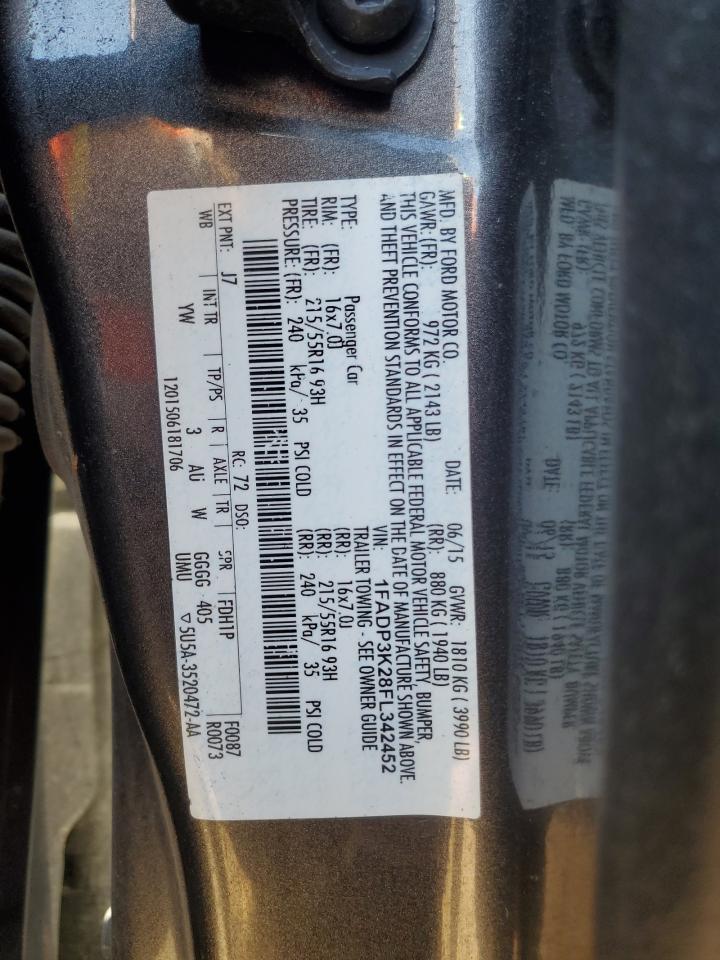 MFD. BY FORD MOTOR CO.
DATE: 06/15 GVWR: 1810 KG ( 3990 LB)
GAWR: (FR): 972 KG ( 2143 LB) (RR): 880 KG ( 1940 LB)
THIS VEHICLE CONFORMS TO ALL APPLICABLE FEDERAL MOTOR VEHICLE SAFETY, BUMPER,
AND THEFT PREVENTION STANDARDS IN EFFECT ON THE DATE OF MANUFACTURE SHOWN ABOVE.
VIN: 1FADP3K28FL342452
TYPE: Passenger Car TRAILER TOWING - SEE OWNER GUIDE
RIM: (FR): 16x7.0J (RR): 16x7.0J
TIRE: (FR): 215/55R16 93H (RR): 215/55R16 93H
PRESSURE: (FR): 240 kPa/ 35 PSI COLD (RR): 240 kPa/ 35 PSI COLD
RC: 72 DSO: F0087
EXT PNT: J7 FDH1P R0073
WB INT TR TP/PS R AXLE TR SPR
YW 3 AU W GGGG 405
UMU
1201506181706 ▽5U5A-3520472-AA